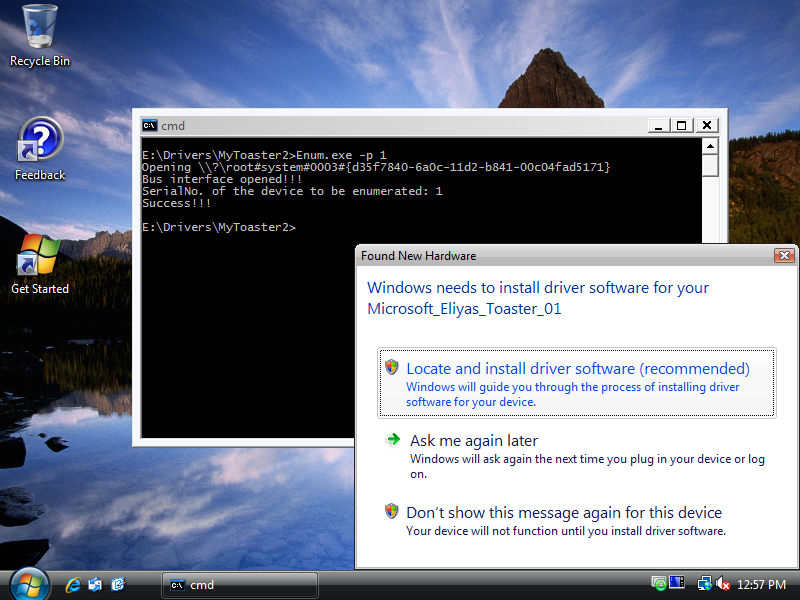 Recycle Bin
Feedback
Get Started
C:\ cmd
E:\Drivers\MyToaster2>Enum.exe -p 1
Opening \\?\root#system#0003#{d35f7840-6a0c-11d2-b841-00c04fad5171}
Bus interface opened!!!
SerialNo. of the device to be enumerated: 1
Success!!!
E:\Drivers\MyToaster2>
Found New Hardware
Windows needs to install driver software for your
Microsoft_Eliyas_Toaster_01
Locate and install driver software (recommended)
Windows will guide you through the process of installing driver
software for your device.
Ask me again later
Windows will ask again the next time you plug in your device or log
on.
Don't show this message again for this device
Your device will not function until you install driver software.
C:\ cmd
12:57 PM